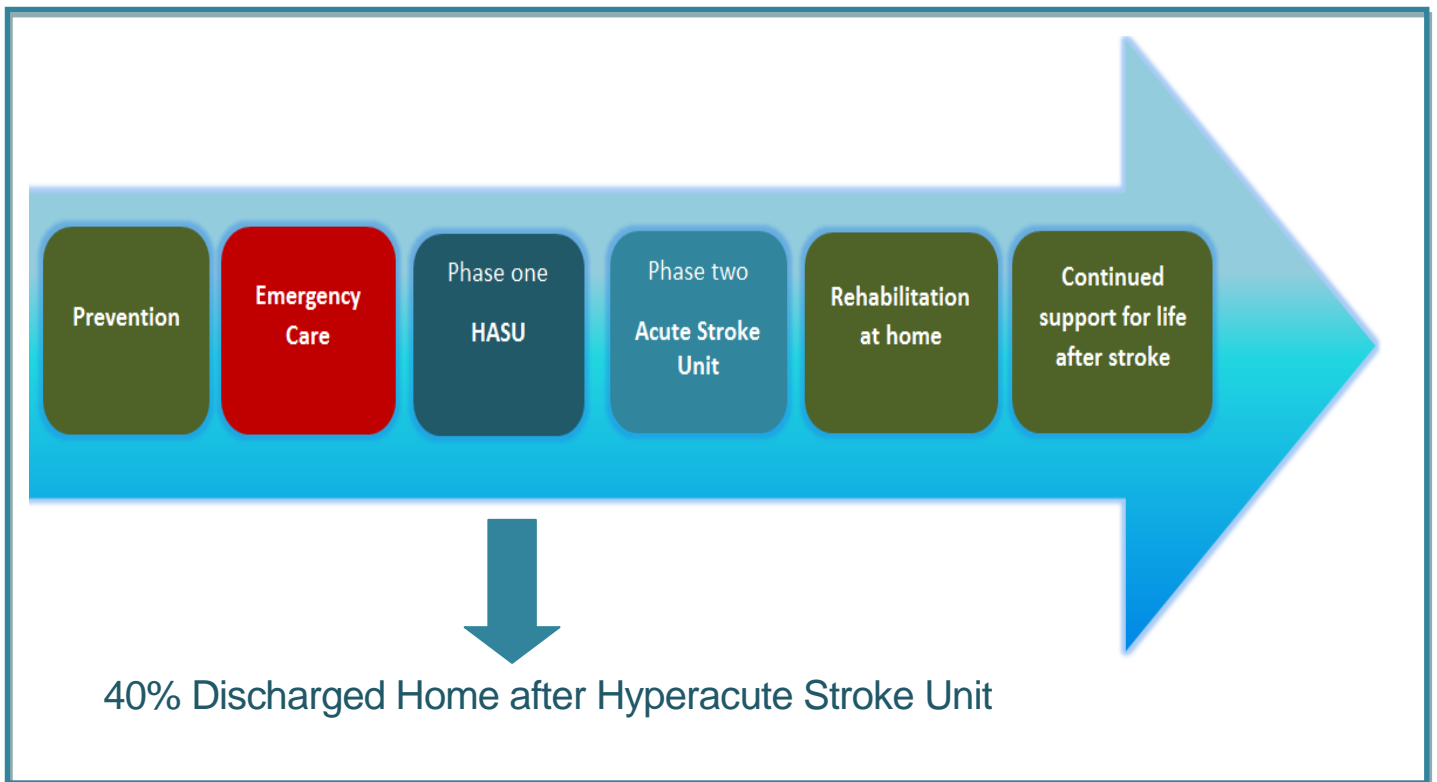 Prevention
Emergency
Care
Phase one
HASU
Phase two
Acute Stroke
Unit
Rehabilitation
at home
Continued
support for life
after stroke
40% Discharged Home after Hyperacute Stroke Unit